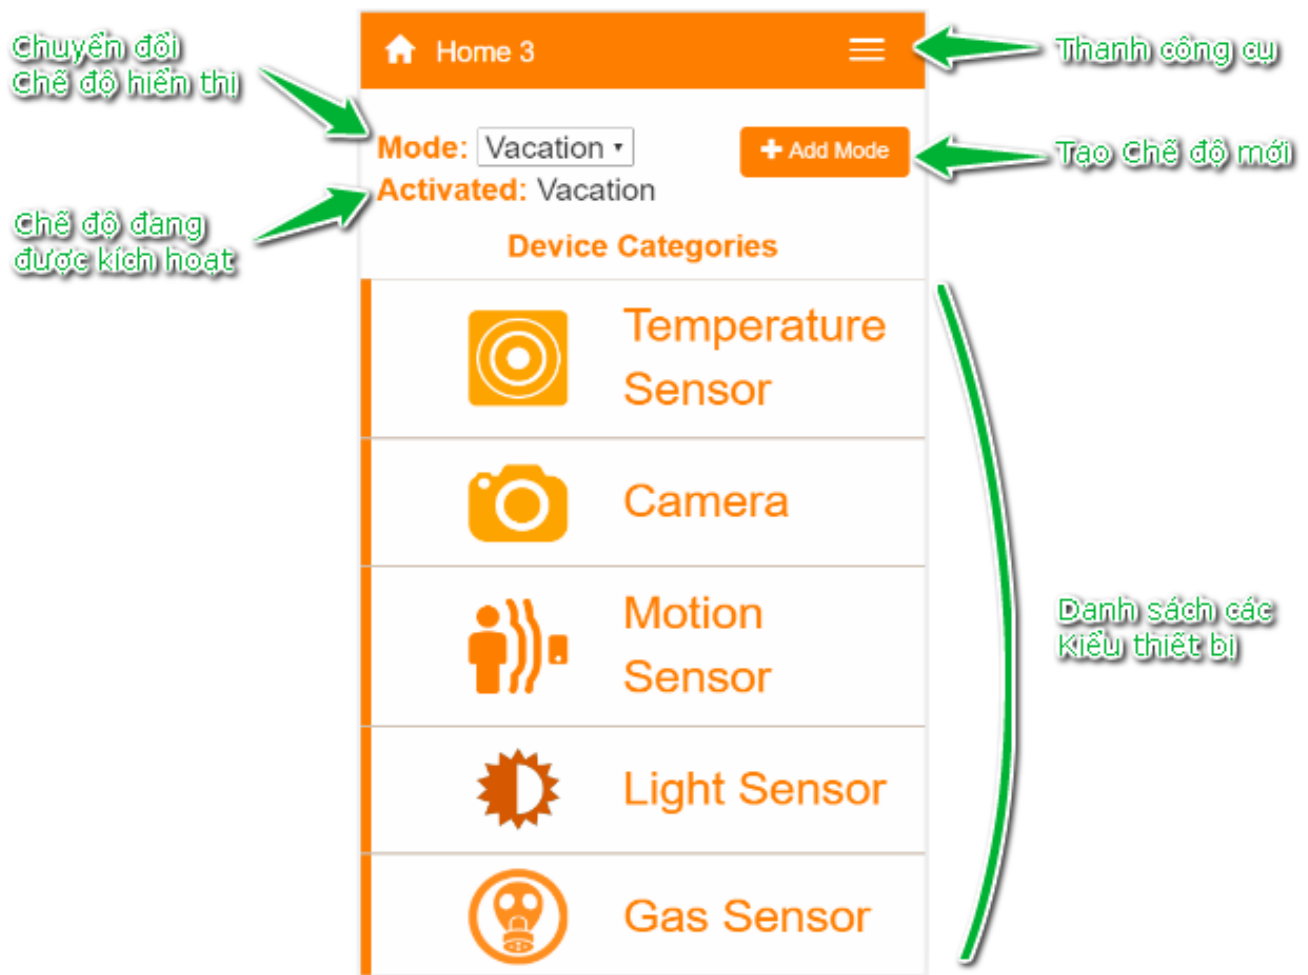 Chuyển đổi
Chế độ hiển thị
Home 3
Thanh công cụ
Mode: Vacation
+ Add Mode
Tạo Chế độ mới
Activated: Vacation
Chế độ đang
được kích hoạt
Device Categories
Temperature
Sensor
Camera
Motion
Sensor
Danh sách các
Kiểu thiết bị
Light Sensor
Gas Sensor